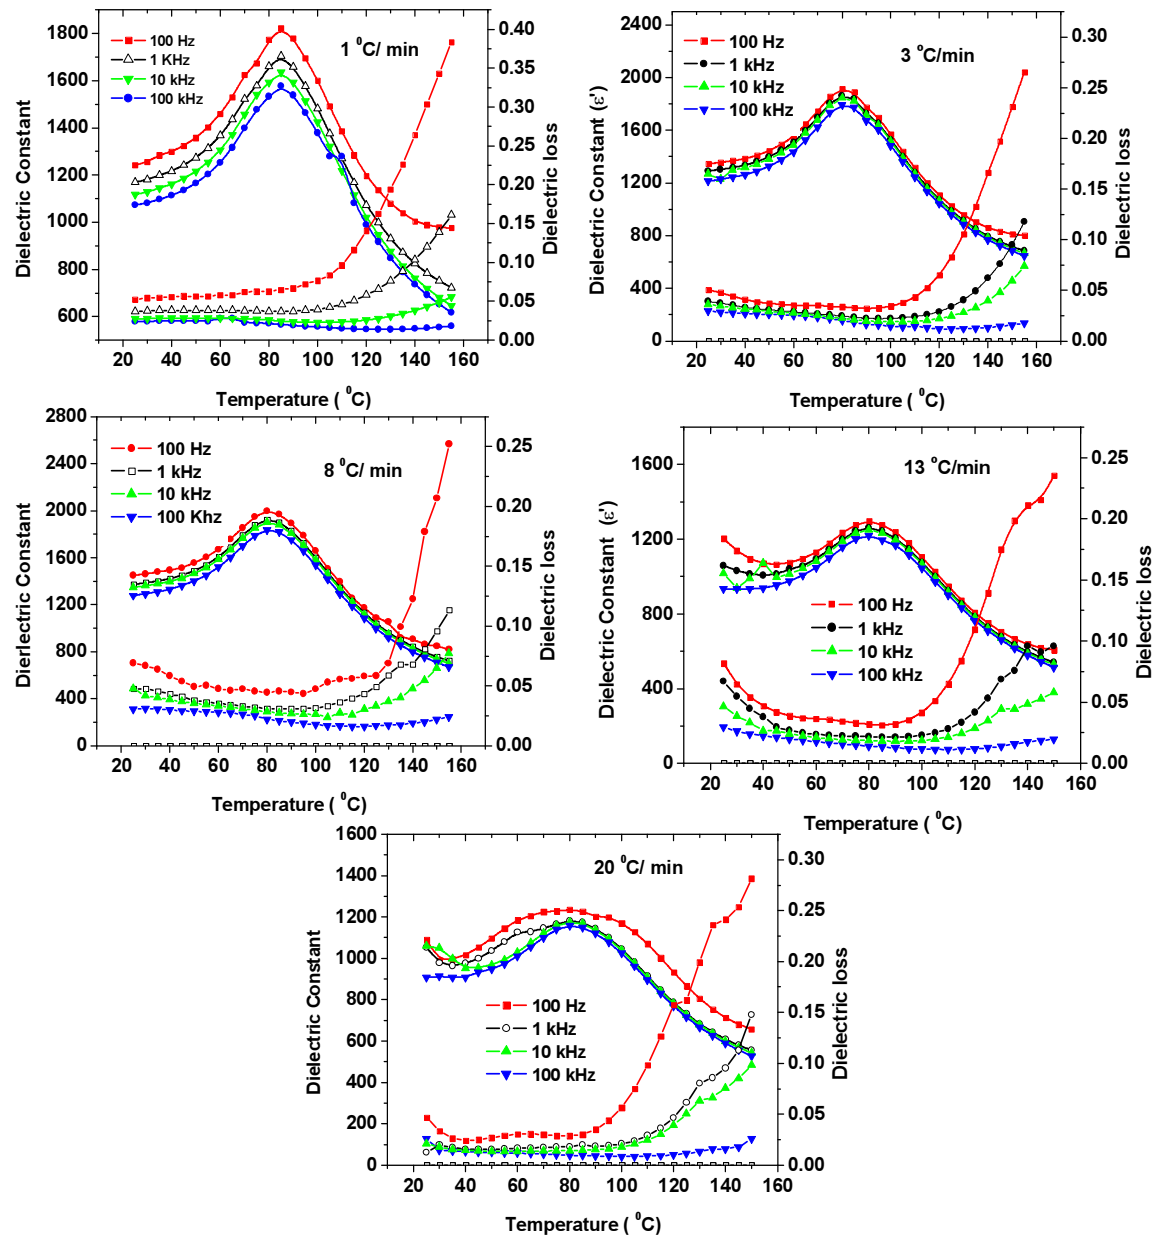 1 ⁰C/ min
100 Hz
1 KHz
10 kHz
100 kHz
Dielectric Constant
1800
1600
1400
1200
1000
800
600
0.40
0.35
0.30
0.25
0.20
0.15
0.10
0.05
0.00
Dielectric loss
20 40 60 80 100 120 140 160
Temperature ( ⁰C)
3 ⁰C/min
100 Hz
1 kHz
10 kHz
100 kHz
Dielectric Constant (ε')
2400
2000
1600
1200
800
400
0
0.30
0.25
0.20
0.15
0.10
0.05
0.00
Dielectric loss
20 40 60 80 100 120 140 160
Temperature ( ⁰C)
8 ⁰C/ min
100 Hz
1 kHz
10 kHz
100 Khz
Dierlectric Constant
2800
2400
2000
1600
1200
800
400
0
0.25
0.20
0.15
0.10
0.05
0.00
Dielectric loss
20 40 60 80 100 120 140 160
Temperature ( ⁰C)
13 ⁰C/min
100 Hz
1 kHz
10 kHz
100 kHz
Dielectric Constant (ε')
1600
1200
800
400
0
0.25
0.20
0.15
0.10
0.05
0.00
Dielectric loss
20 40 60 80 100 120 140 160
Temperature ( ⁰C)
20 ⁰C/ min
100 Hz
1 kHz
10 kHz
100 kHz
Dielectric Constant
1600
1400
1200
1000
800
600
400
200
0
0.30
0.25
0.20
0.15
0.10
0.05
0.00
Dielectric loss
20 40 60 80 100 120 140 160
Temperature ( ⁰C)